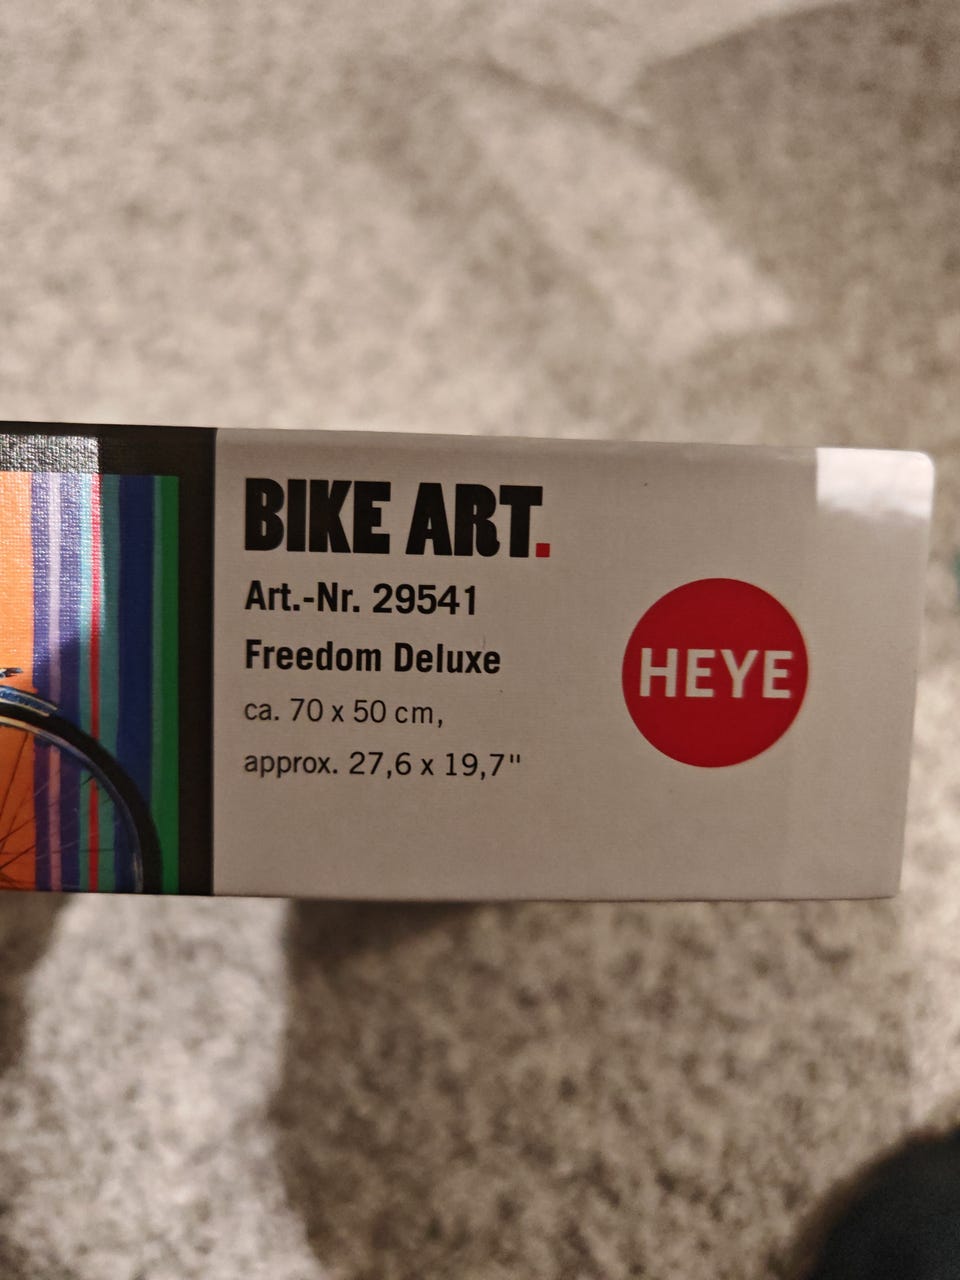 BIKE ART.
Art.-Nr. 29541
Freedom Deluxe
ca. 70 x 50 cm,
approx. 27,6 x 19,7"
HEYE